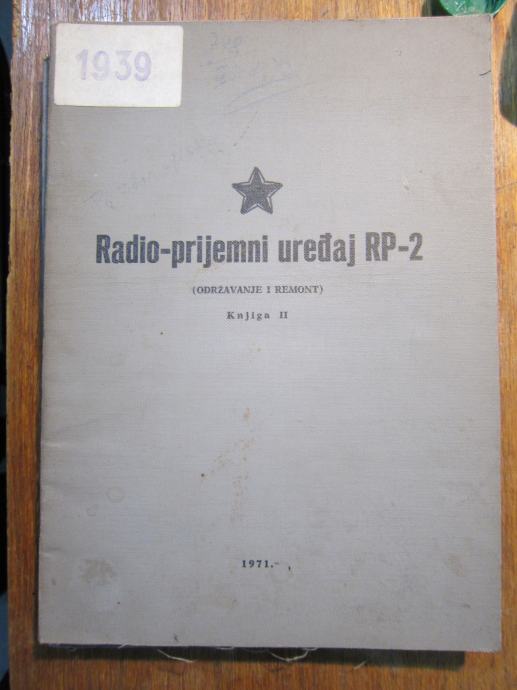 1939
Radio-prijemni uređaj RP-2
(ODRŽAVANJE I REMONT)
Knjiga II
1971.-